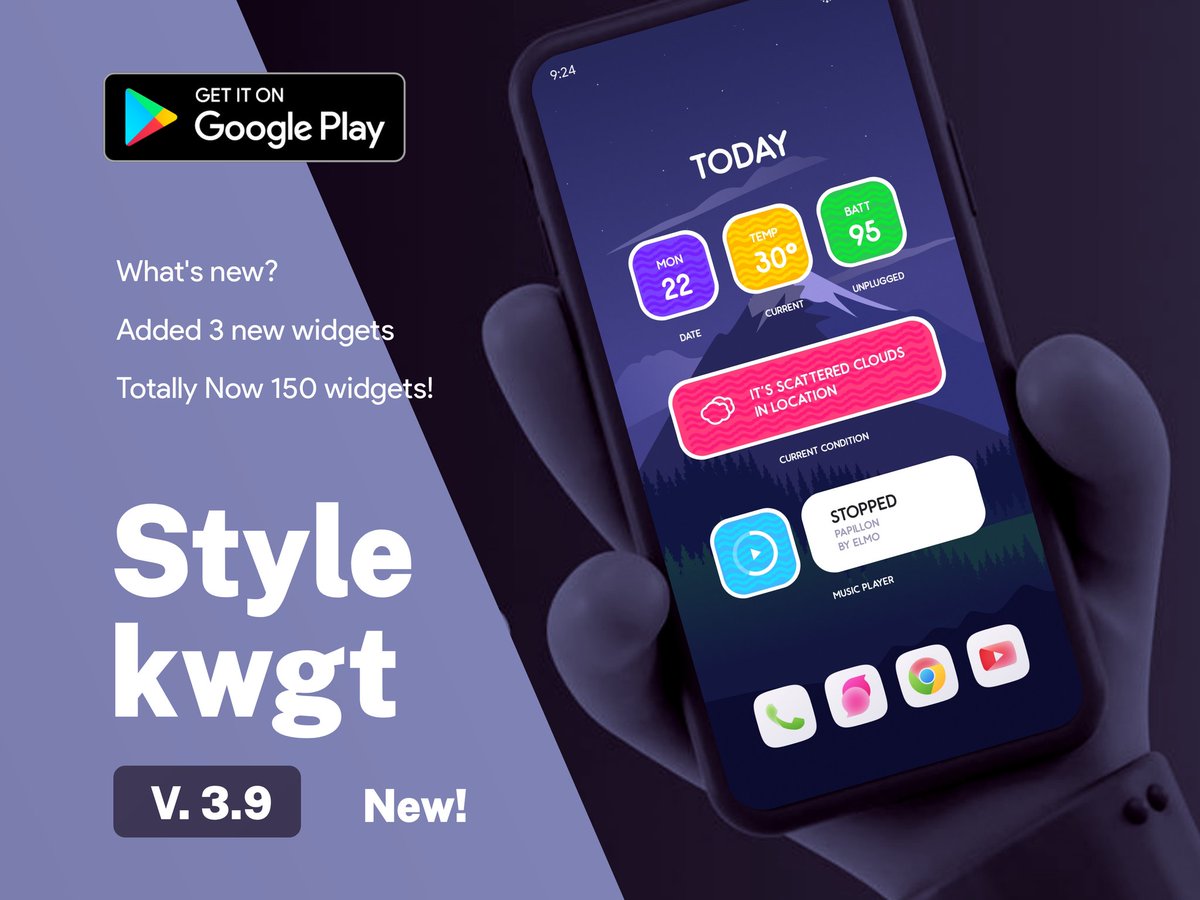 GET IT ON
Google Play
What's new?
Added 3 new widgets
Totally Now 150 widgets!
Style
kwgt
V. 3.9
New!
9:24
TODAY
MON
22
DATE
TEMP
30°
CURRENT
BATT
95
UNPLUGGED
IT'S SCATTERED CLOUDS
IN LOCATION
CURRENT CONDITION
STOPPED
PAPILLON
BY ELMO
MUSIC PLAYER